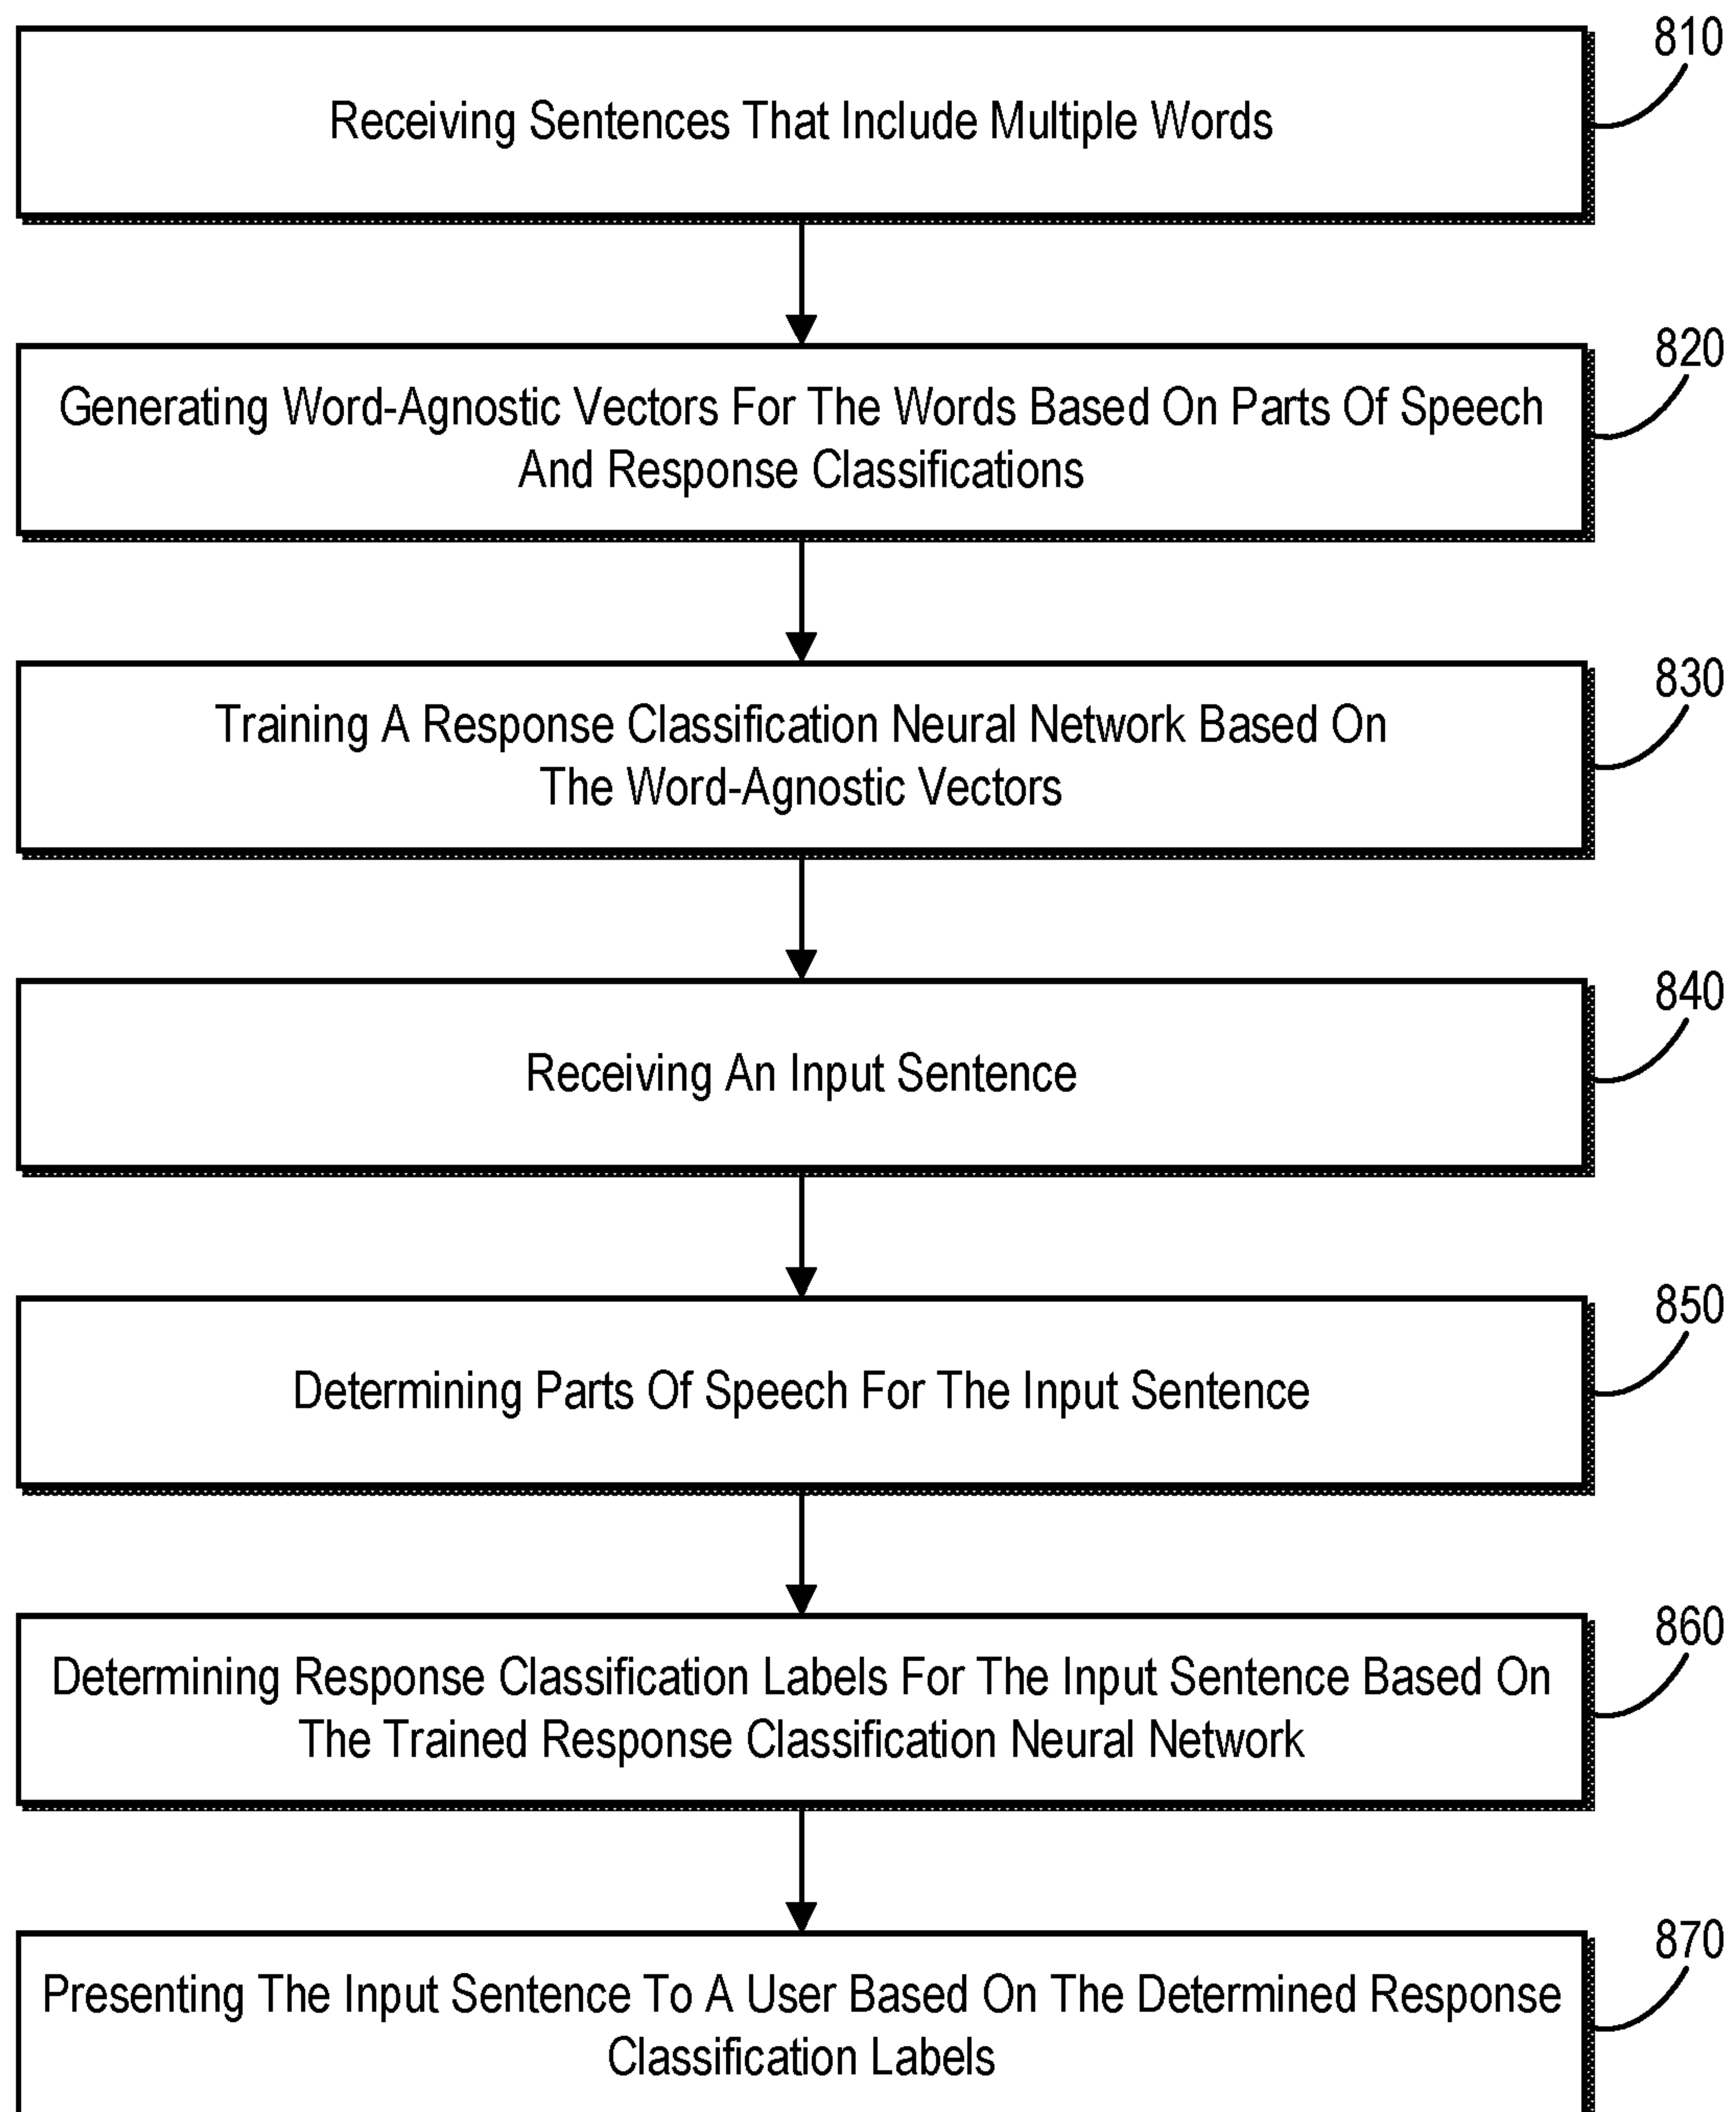 810
Receiving Sentences That Include Multiple Words
820
Generating Word-Agnostic Vectors For The Words Based On Parts Of Speech
And Response Classifications
830
Training A Response Classification Neural Network Based On
The Word-Agnostic Vectors
840
Receiving An Input Sentence
850
Determining Parts Of Speech For The Input Sentence
860
Determining Response Classification Labels For The Input Sentence Based On
The Trained Response Classification Neural Network
870
Presenting The Input Sentence To A User Based On The Determined Response
Classification Labels